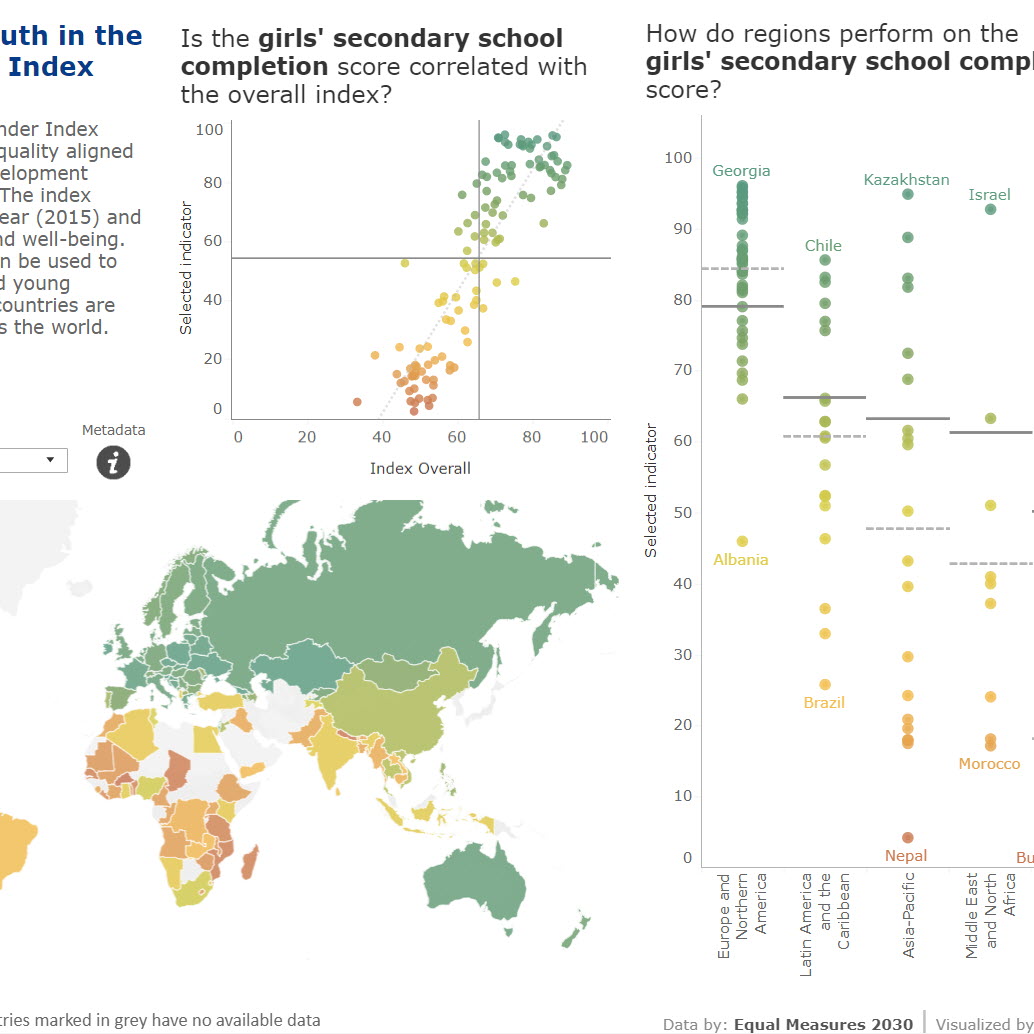 uth in the
Index
nder Index
quality aligned
elopment
The index
ear (2015) and
nd well-being.
n be used to
d young
countries are
s the world.
Metadata
i
Is the girls' secondary school
completion score correlated with
the overall index?
100
80
60
40
20
0
Selected indicator
0 20 40 60 80 100
Index Overall
How do regions perform on the
girls' secondary school compl
score?
100
90
80
70
60
50
40
30
20
10
0
Selected indicator
Georgia
Albania
Chile
Brazil
Kazakhstan
Nepal
Israel
Morocco
Bu
Europe and
Northern
America
Latin America
and the
Caribbean
Asia-Pacific
Middle East
and North
Africa
tries marked in grey have no available data
Data by: Equal Measures 2030 | Visualized by